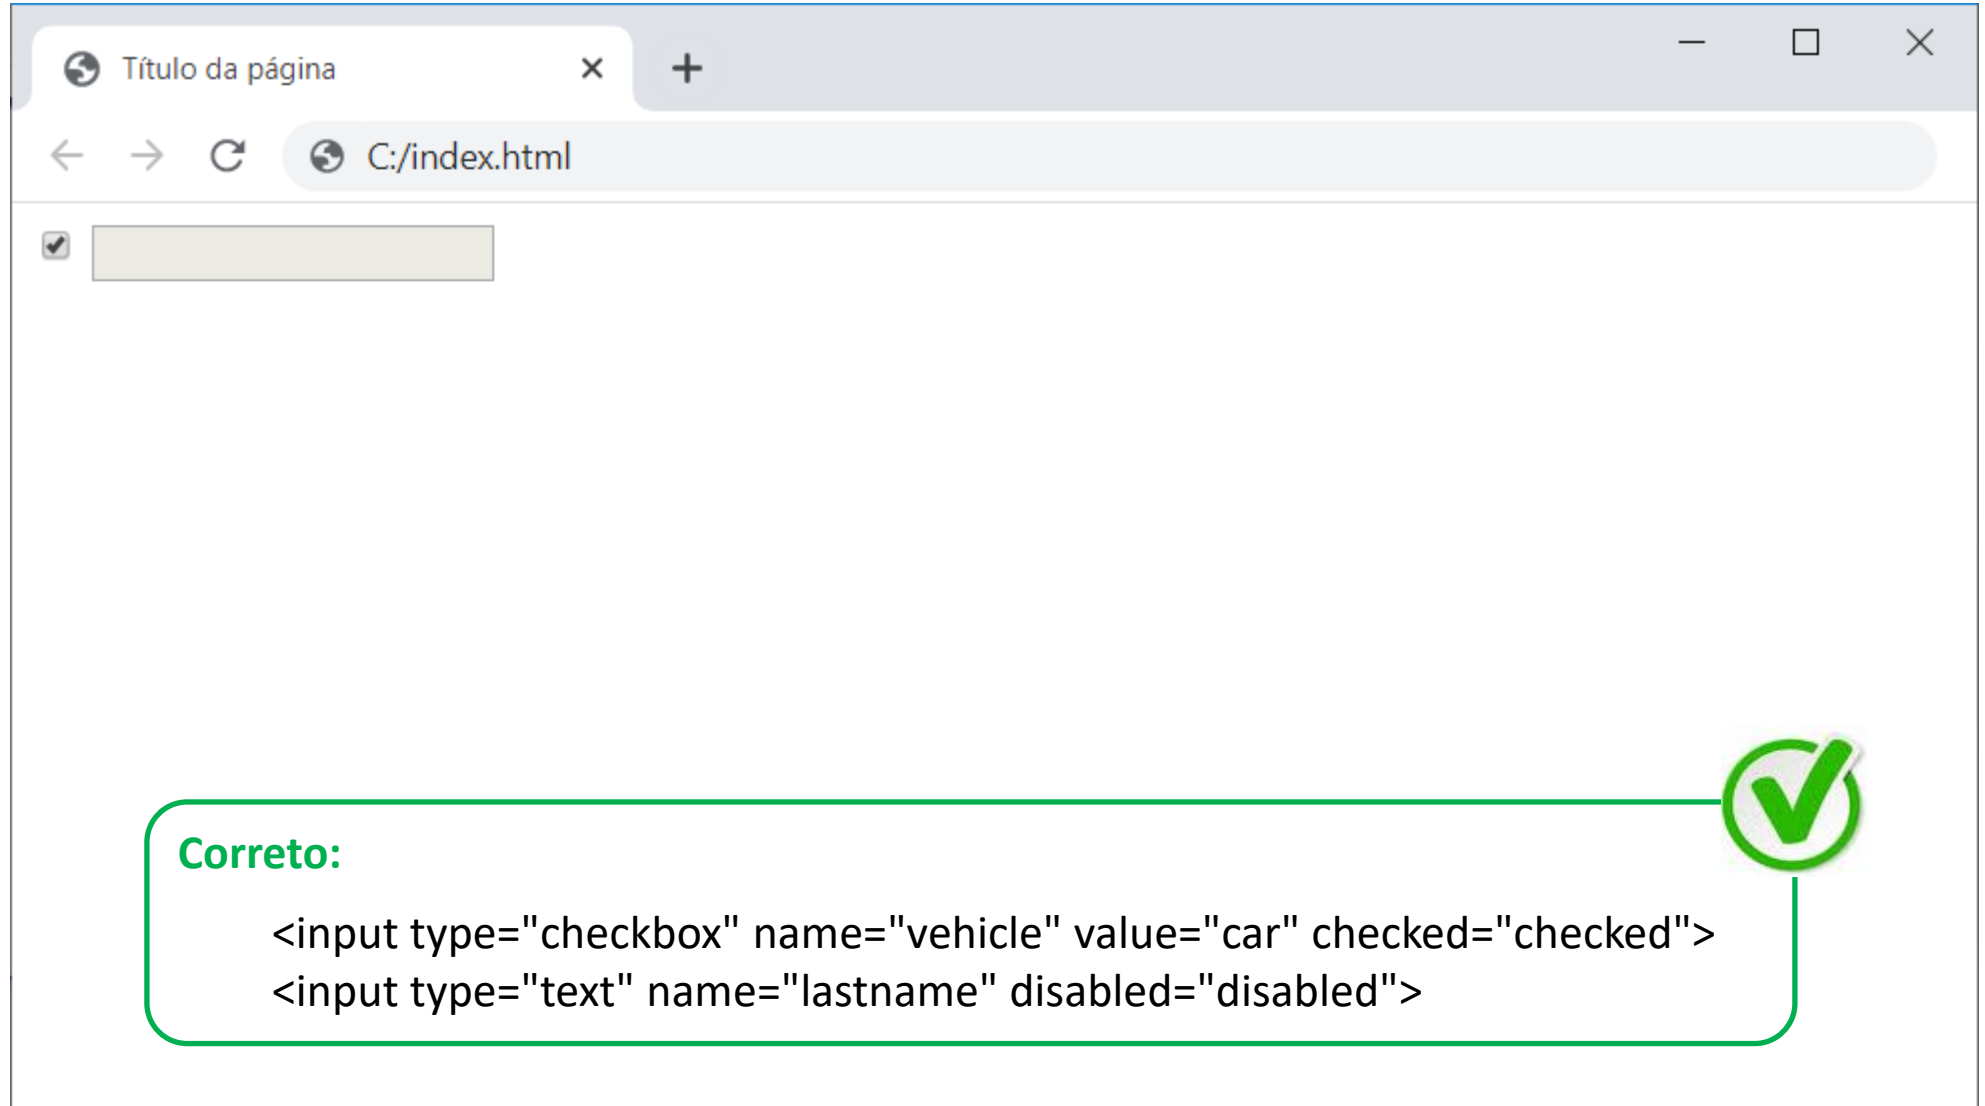 Título da página
C:/index.html
Correto:
<input type="checkbox" name="vehicle" value="car" checked="checked">
<input type="text" name="lastname" disabled="disabled">